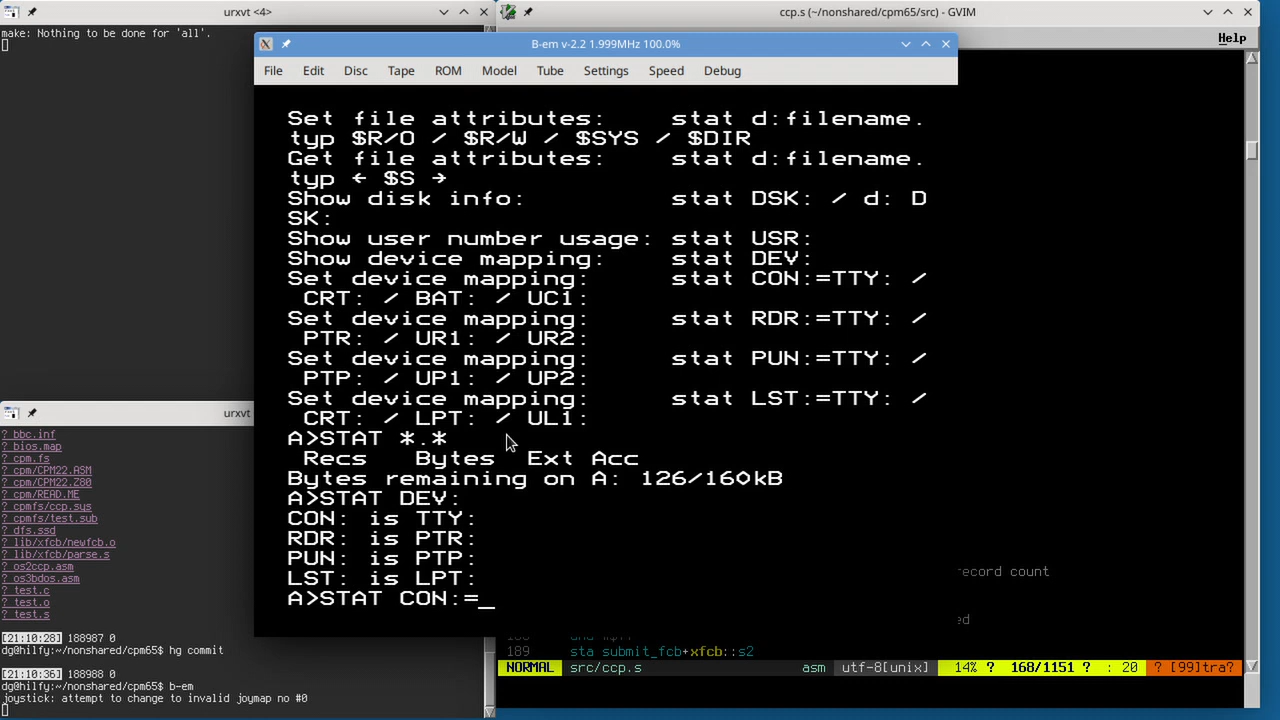 urxvt <4>
make: Nothing to be done for 'all'.
ccp.s (~/nonshared/cpm65/src) - GVIM
Help
B-em v-2.2 1.999MHz 100.0%
File Edit Disc Tape ROM Model Tube Settings Speed Debug
Set file attributes: stat d:filename.
typ $R/O / $R/W / $SYS / $DIR
Get file attributes: stat d:filename.
typ ← $S →
Show disk info: stat DSK: / d: D
SK:
Show user number usage: stat USR:
Show device mapping: stat DEV:
Set device mapping: stat CON:=TTY: /
CRT: / BAT: / UC1:
Set device mapping: stat RDR:=TTY: /
PTR: / UR1: / UR2:
Set device mapping: stat PUN:=TTY: /
PTP: / UP1: / UP2:
Set device mapping: stat LST:=TTY: /
CRT: / LPT: / UL1:
A>STAT *.*
Recs Bytes Ext Acc
Bytes remaining on A: 126/160kB
A>STAT DEV:
CON: is TTY:
RDR: is PTR:
PUN: is PTP:
LST: is LPT:
A>STAT CON:=_
urxvt
? bbc.inf
? bios.map
? cpm.fs
? cpm/CPM22.ASM
? cpm/CPM22.Z80
? cpm/READ.ME
? cpmfs/ccp.sys
? cpmfs/test.sub
? dfs.ssd
? lib/xfcb/newfcb.o
? lib/xfcb/parse.s
? os2ccp.asm
? os3bdos.asm
? test.c
? test.o
? test.s
[21:10:28] 188987 0
dg@hilfy:~/nonshared/cpm65$ hg commit
[21:10:36] 188988 0
dg@hilfy:~/nonshared/cpm65$ b-em
joystick: attempt to change to invalid joymap no #0
record count
ed
189 sta submit_fcb+xfcb::s2
NORMAL src/ccp.s asm utf-8[unix] 14% ? 168/1151 ? : 20 ? [99]tra?